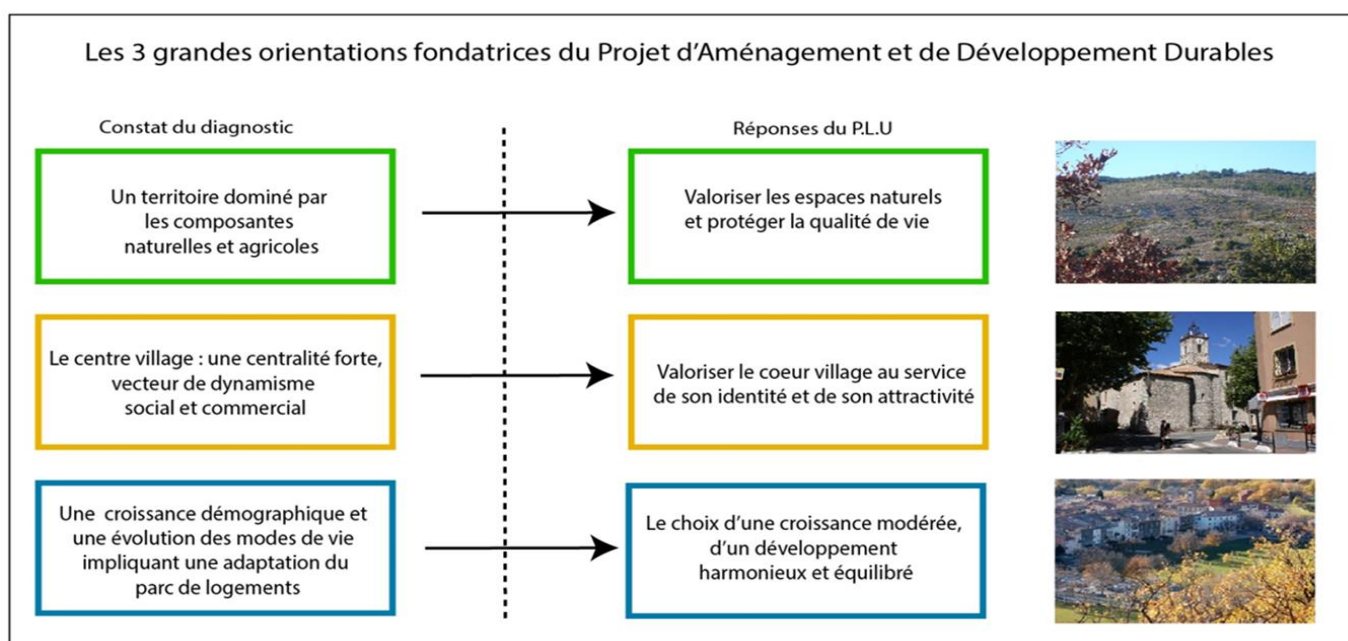 Les 3 grandes orientations fondatrices du Projet d’Aménagement et de Développement Durables
Constat du diagnostic
Réponses du P.L.U
Un territoire dominé par
les composantes
naturelles et agricoles
Valoriser les espaces naturels
et protéger la qualité de vie
Le centre village : une centralité forte,
vecteur de dynamisme
social et commercial
Valoriser le coeur village au service
de son identité et de son attractivité
Une croissance démographique et
une évolution des modes de vie
impliquant une adaptation du
parc de logements
Le choix d’une croissance modérée,
d’un développement
harmonieux et équilibré